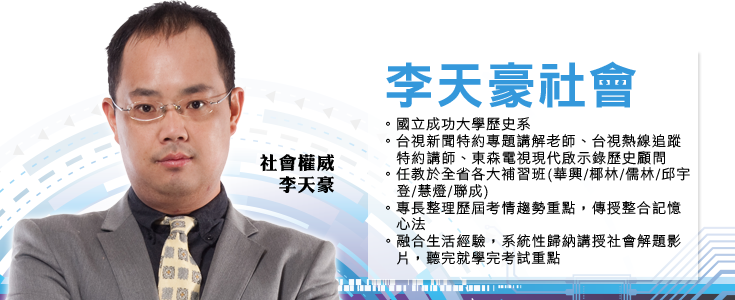 社會權威
李天豪
李天豪社會
◦ 國立成功大學歷史系
◦ 台視新聞特約專題講解老師、台視熱線追蹤
特約講師、東森電視現代啟示錄歷史顧問
◦ 任教於全省各大補習班(華興/椰林/儒林/邱宇
登/慧燈/聯成)
◦ 專長整理歷屆考情趨勢重點，傳授整合記憶
心法
◦ 融合生活經驗，系統性歸納講授社會解題影
片，聽完就學完考試重點